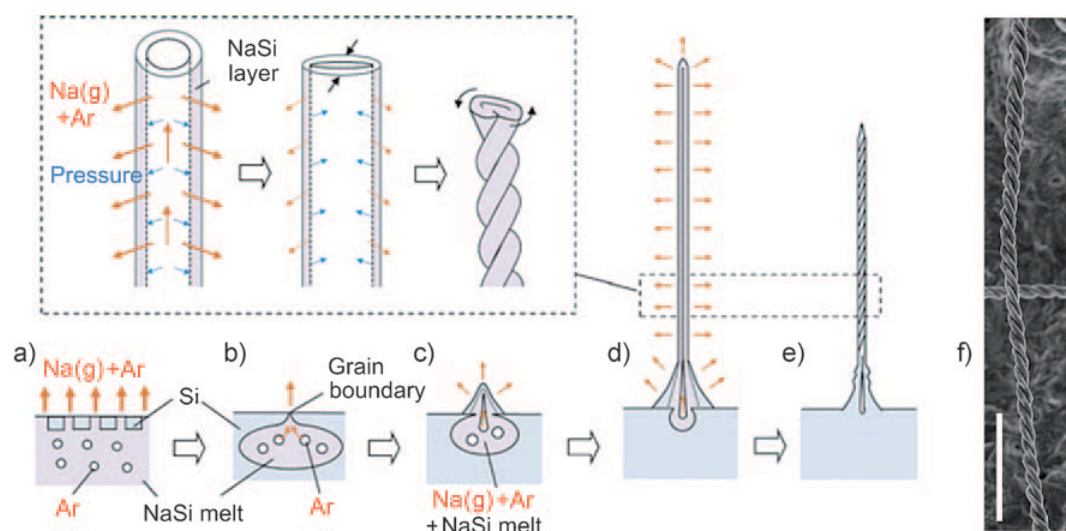 NaSi
layer
Na(g)
+Ar
Pressure
a)
Na(g)+Ar
Si
Ar
NaSi melt
b)
Grain
boundary
Ar
c)
Na(g)+Ar
+ NaSi melt
d)
e)
f)